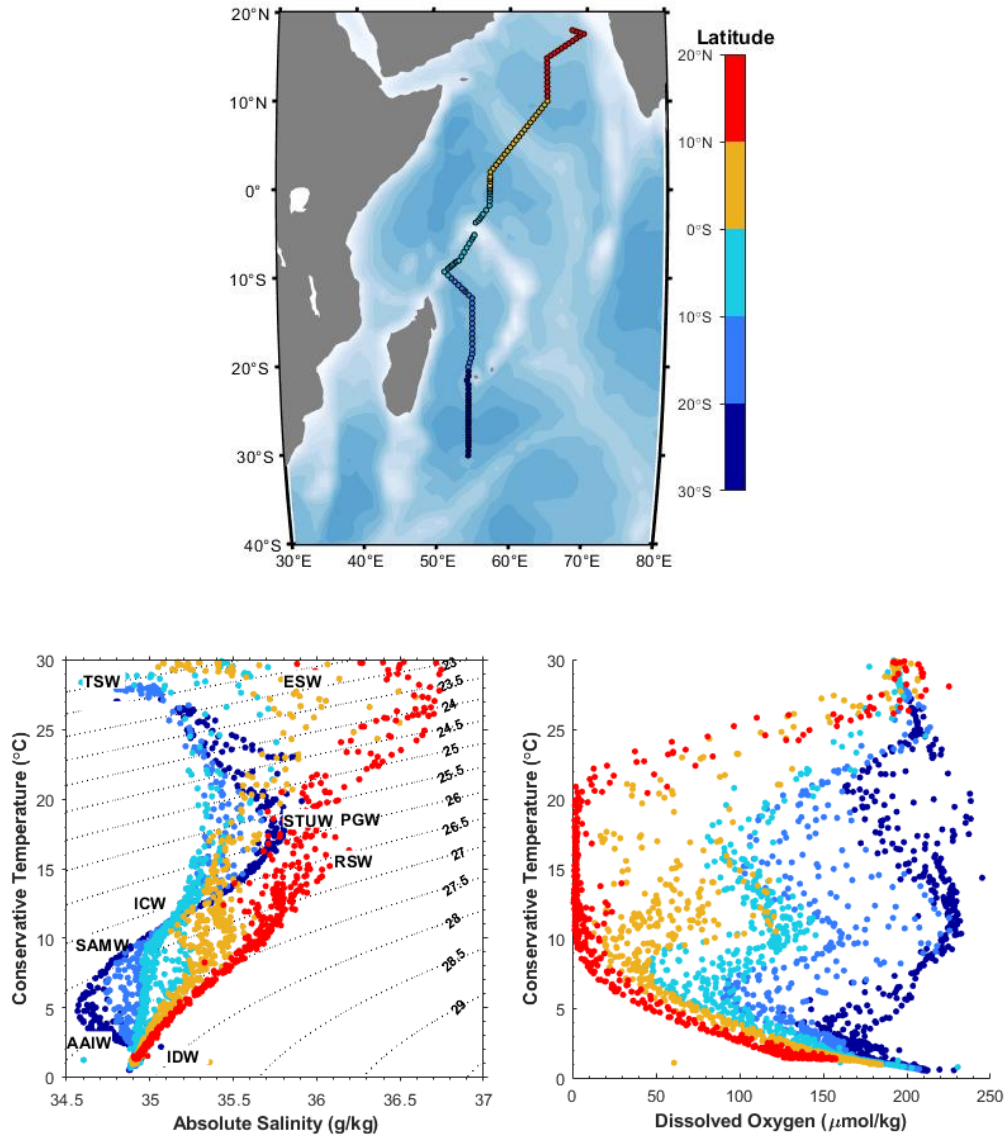 Latitude
20°N
10°N
0°
10°S
20°S
30°S
40°S
30°E 40°E 50°E 60°E 70°E 80°E
20°N
10°N
0°S
10°S
20°S
30°S
Conservative Temperature (°C)
30
25
20
15
10
5
0
TSW ESW
STUW PGW
RSW
ICW
SAMW
AAIW IDW
23
23.5
24
24.5
25
25.5
26
26.5
27
27.5
28
28.5
29
34.5 35 35.5 36 36.5 37
Absolute Salinity (g/kg)
Conservative Temperature (°C)
30
25
20
15
10
5
0
0 50 100 150 200 250
Dissolved Oxygen (μmol/kg)